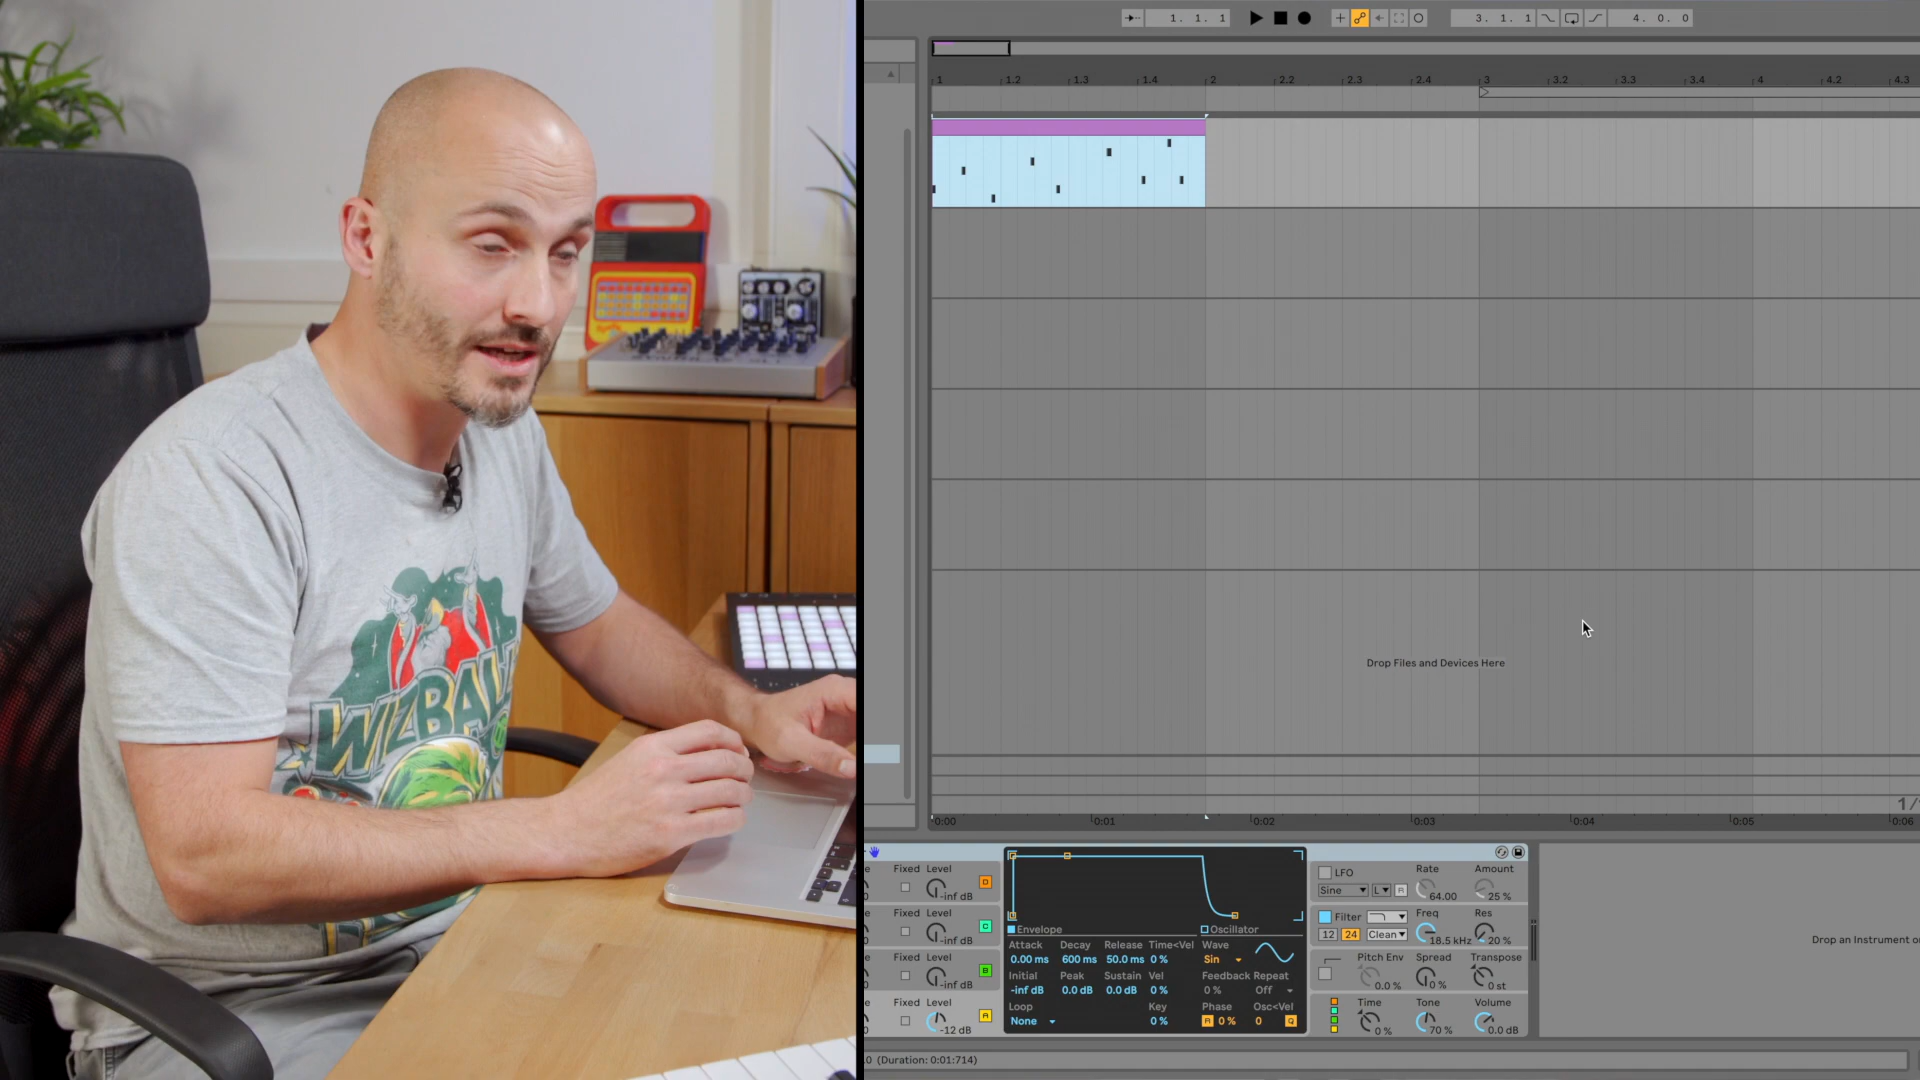 1. 1. 1
3. 1. 1
4. 0. 0
1
1.2
1.3
1.4
2
2.2
2.3
2.4
3
3.2
3.3
3.4
4
4.2
4.3
WIZBALL
Drop Files and Devices Here
1/
0:00
0:01
0:02
0:03
0:04
0:05
0:06
Fixed Level
-inf dB
D
Fixed Level
-inf dB
C
Fixed Level
-inf dB
B
Fixed Level
-12 dB
A
Envelope
Oscillator
Attack Decay Release Time<Vel Wave
0.00 ms 600 ms 50.0 ms 0 % Sin
Initial Peak Sustain Vel Feedback Repeat
-inf dB 0.0 dB 0.0 dB 0 % 0 % Off
Loop Key Phase Osc<Vel
None 0 % R 0 % 0 Q
LFO Rate Amount
Sine L R 64.00 25 %
Filter Freq Res
12 24 Clean 18.5 kHz 20 %
Pitch Env Spread Transpose
0.0 % 0 % 0 st
Time Tone Volume
0 % 70 % 0.0 dB
Drop an Instrument or
0 (Duration: 0:01:714)